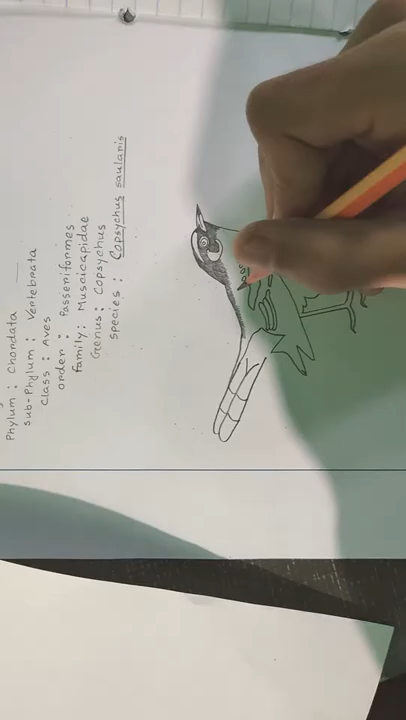 Phylum : Chordata
sub-Phylum : Vertebrata
Class : Aves
order : Passeriformes
family : Muscicapidae
Genus : Copsychus
species : Copsychus saularis